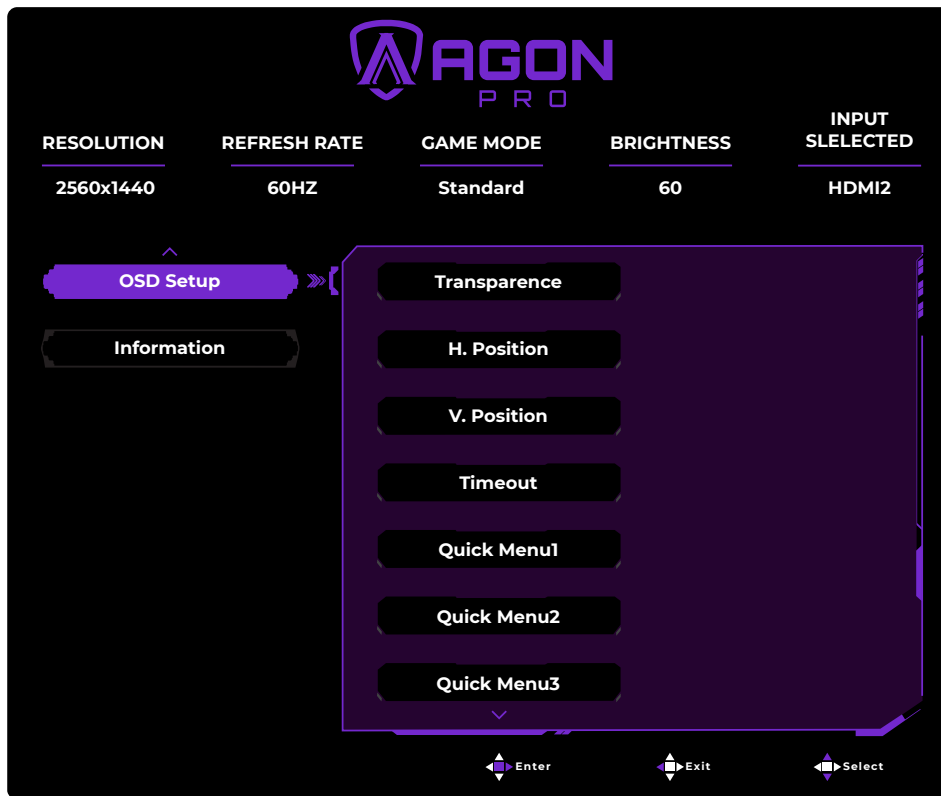 AGON
PRO
RESOLUTION REFRESH RATE GAME MODE BRIGHTNESS INPUT SLELECTED
2560x1440 60HZ Standard 60 HDMI2
OSD Setup
Information
Transparence
H. Position
V. Position
Timeout
Quick Menu1
Quick Menu2
Quick Menu3
Enter Exit Select